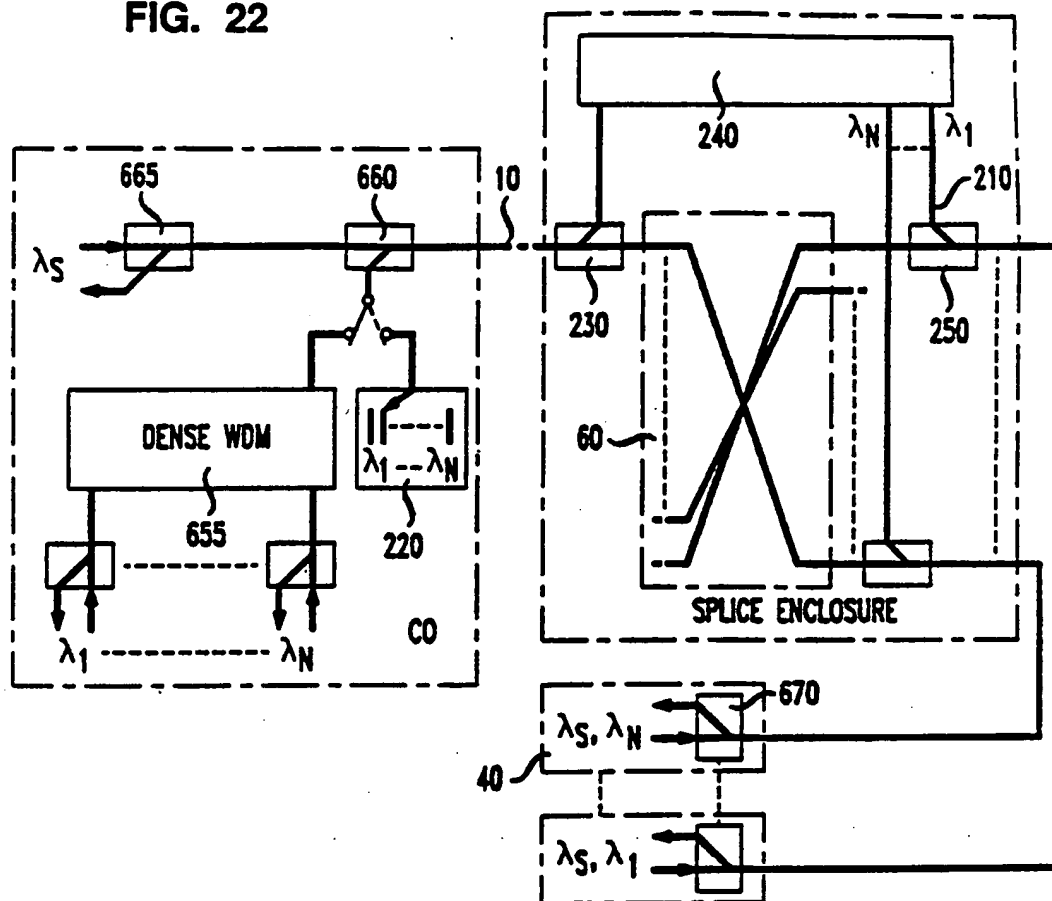 FIG. 22
240
λN λ1
210
665 660 10
λS
230
250
60
DENSE WDM
λ1 -- λN
655 220
SPLICE ENCLOSURE
CO
λ1 λN
670
λS, λN
40
λS, λ1